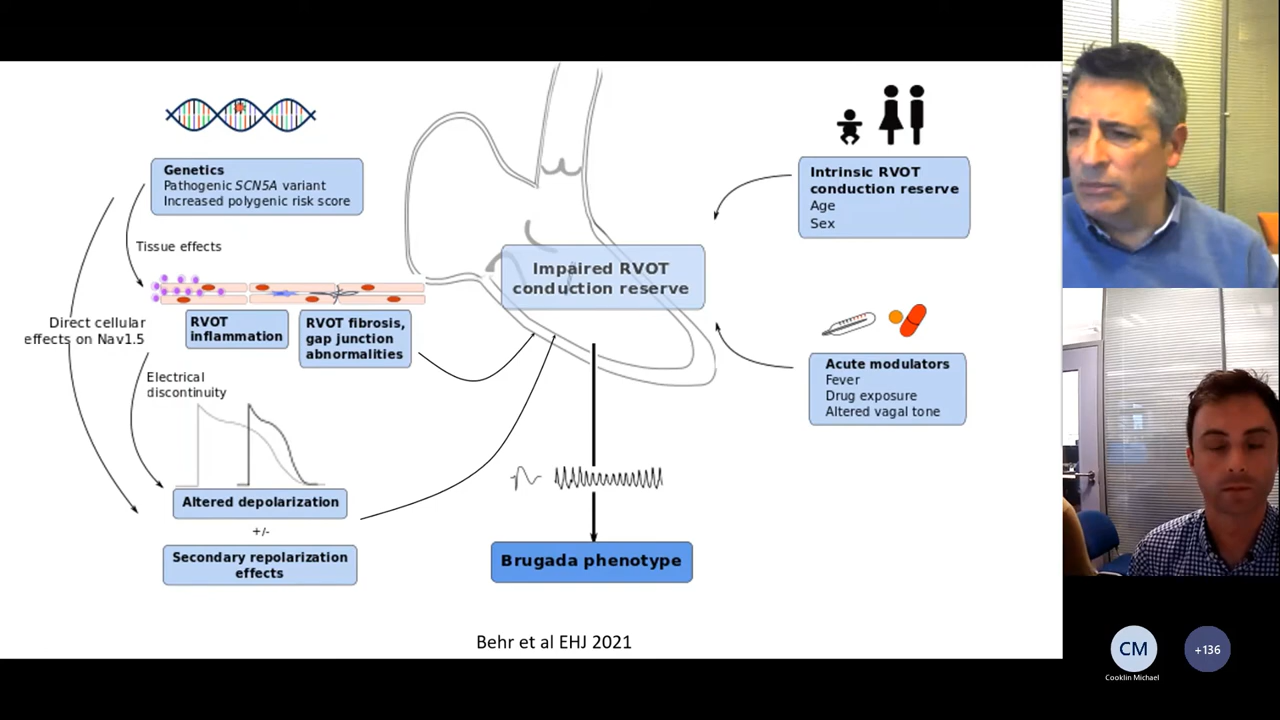 Genetics
Pathogenic SCN5A variant
Increased polygenic risk score
Tissue effects
Direct cellular
effects on Nav1.5
RVOT
inflammation
RVOT fibrosis,
gap junction
abnormalities
Electrical
discontinuity
Altered depolarization
+/-
Secondary repolarization
effects
Impaired RVOT
conduction reserve
Brugada phenotype
Intrinsic RVOT
conduction reserve
Age
Sex
Acute modulators
Fever
Drug exposure
Altered vagal tone
Behr et al EHJ 2021
CM
Cooklin Michael
+136